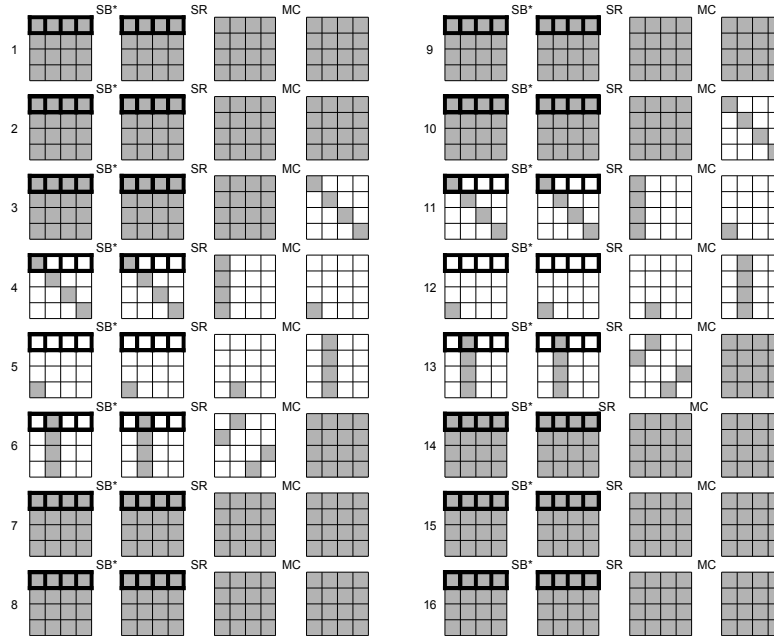 SB* SR MC
1
SB* SR MC
2
SB* SR MC
3
SB* SR MC
4
SB* SR MC
5
SB* SR MC
6
SB* SR MC
7
SB* SR MC
8
SB* SR MC
9
SB* SR MC
10
SB* SR MC
11
SB* SR MC
12
SB* SR MC
13
SB* SR MC
14
SB* SR MC
15
SB* SR MC
16